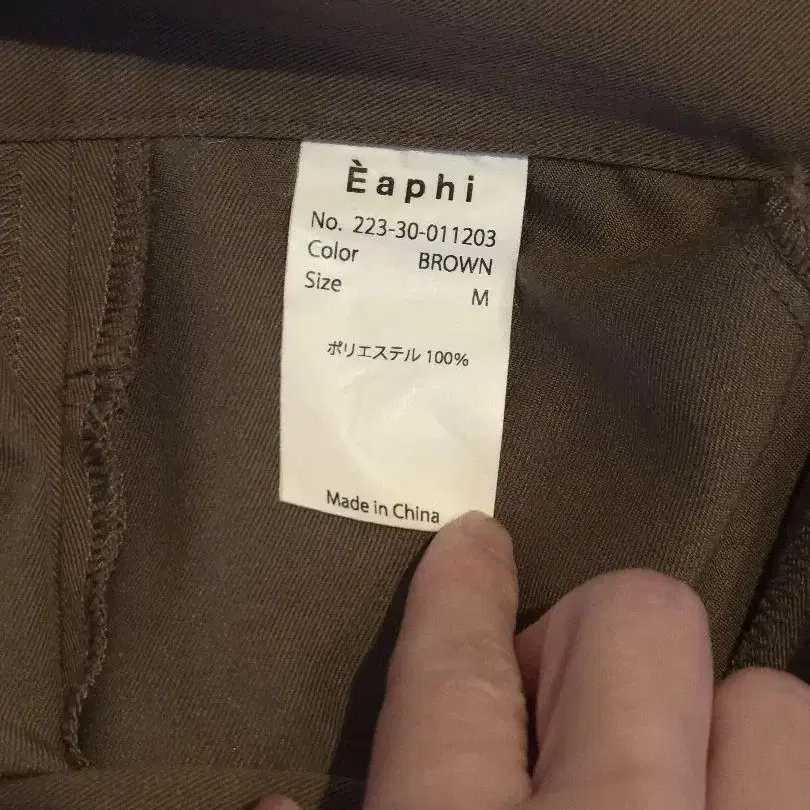 Èaphi
No. 223-30-011203
Color BROWN
Size M
ポリエステル 100%
Made in China